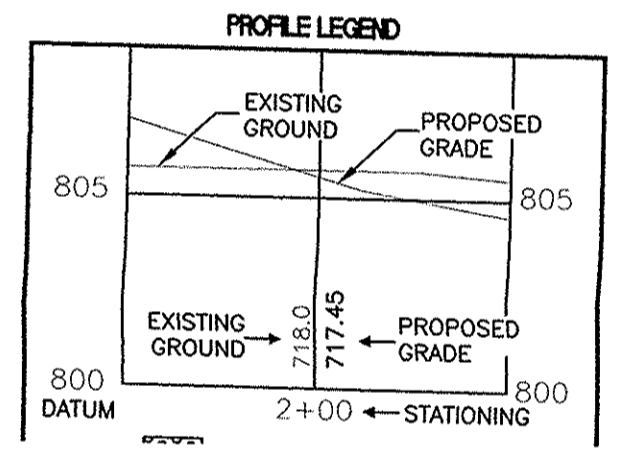 PROFILE LEGEND
EXISTING
GROUND
PROPOSED
GRADE
805
805
EXISTING
GROUND
718.0
717.45
PROPOSED
GRADE
800
800
DATUM
2+00
STATIONING